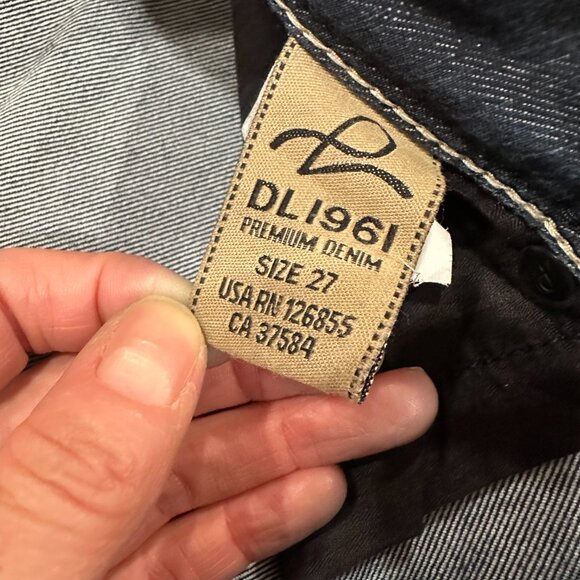 DL1961
PREMIUM DENIM
SIZE 27
USA RN 126855
CA 37584